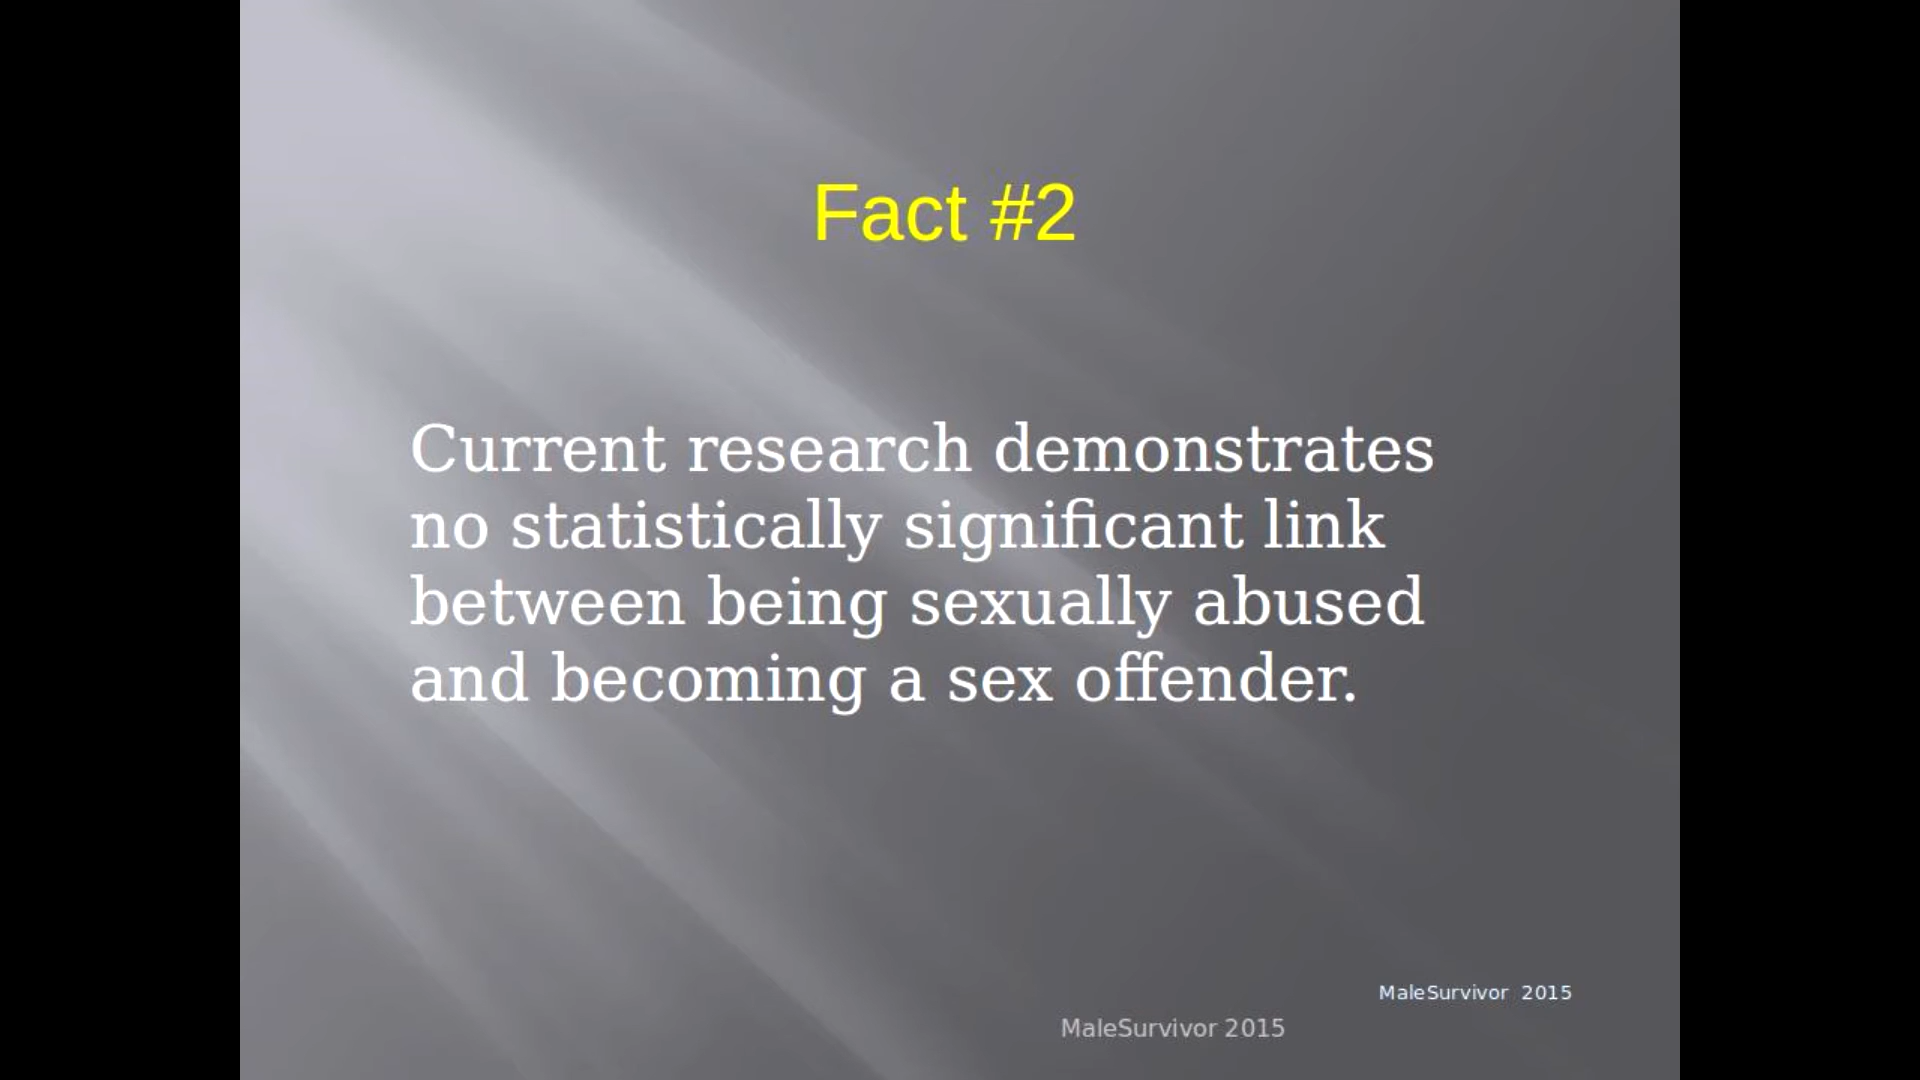 Fact #2
Current research demonstrates
no statistically significant link
between being sexually abused
and becoming a sex offender.
MaleSurvivor 2015
MaleSurvivor 2015